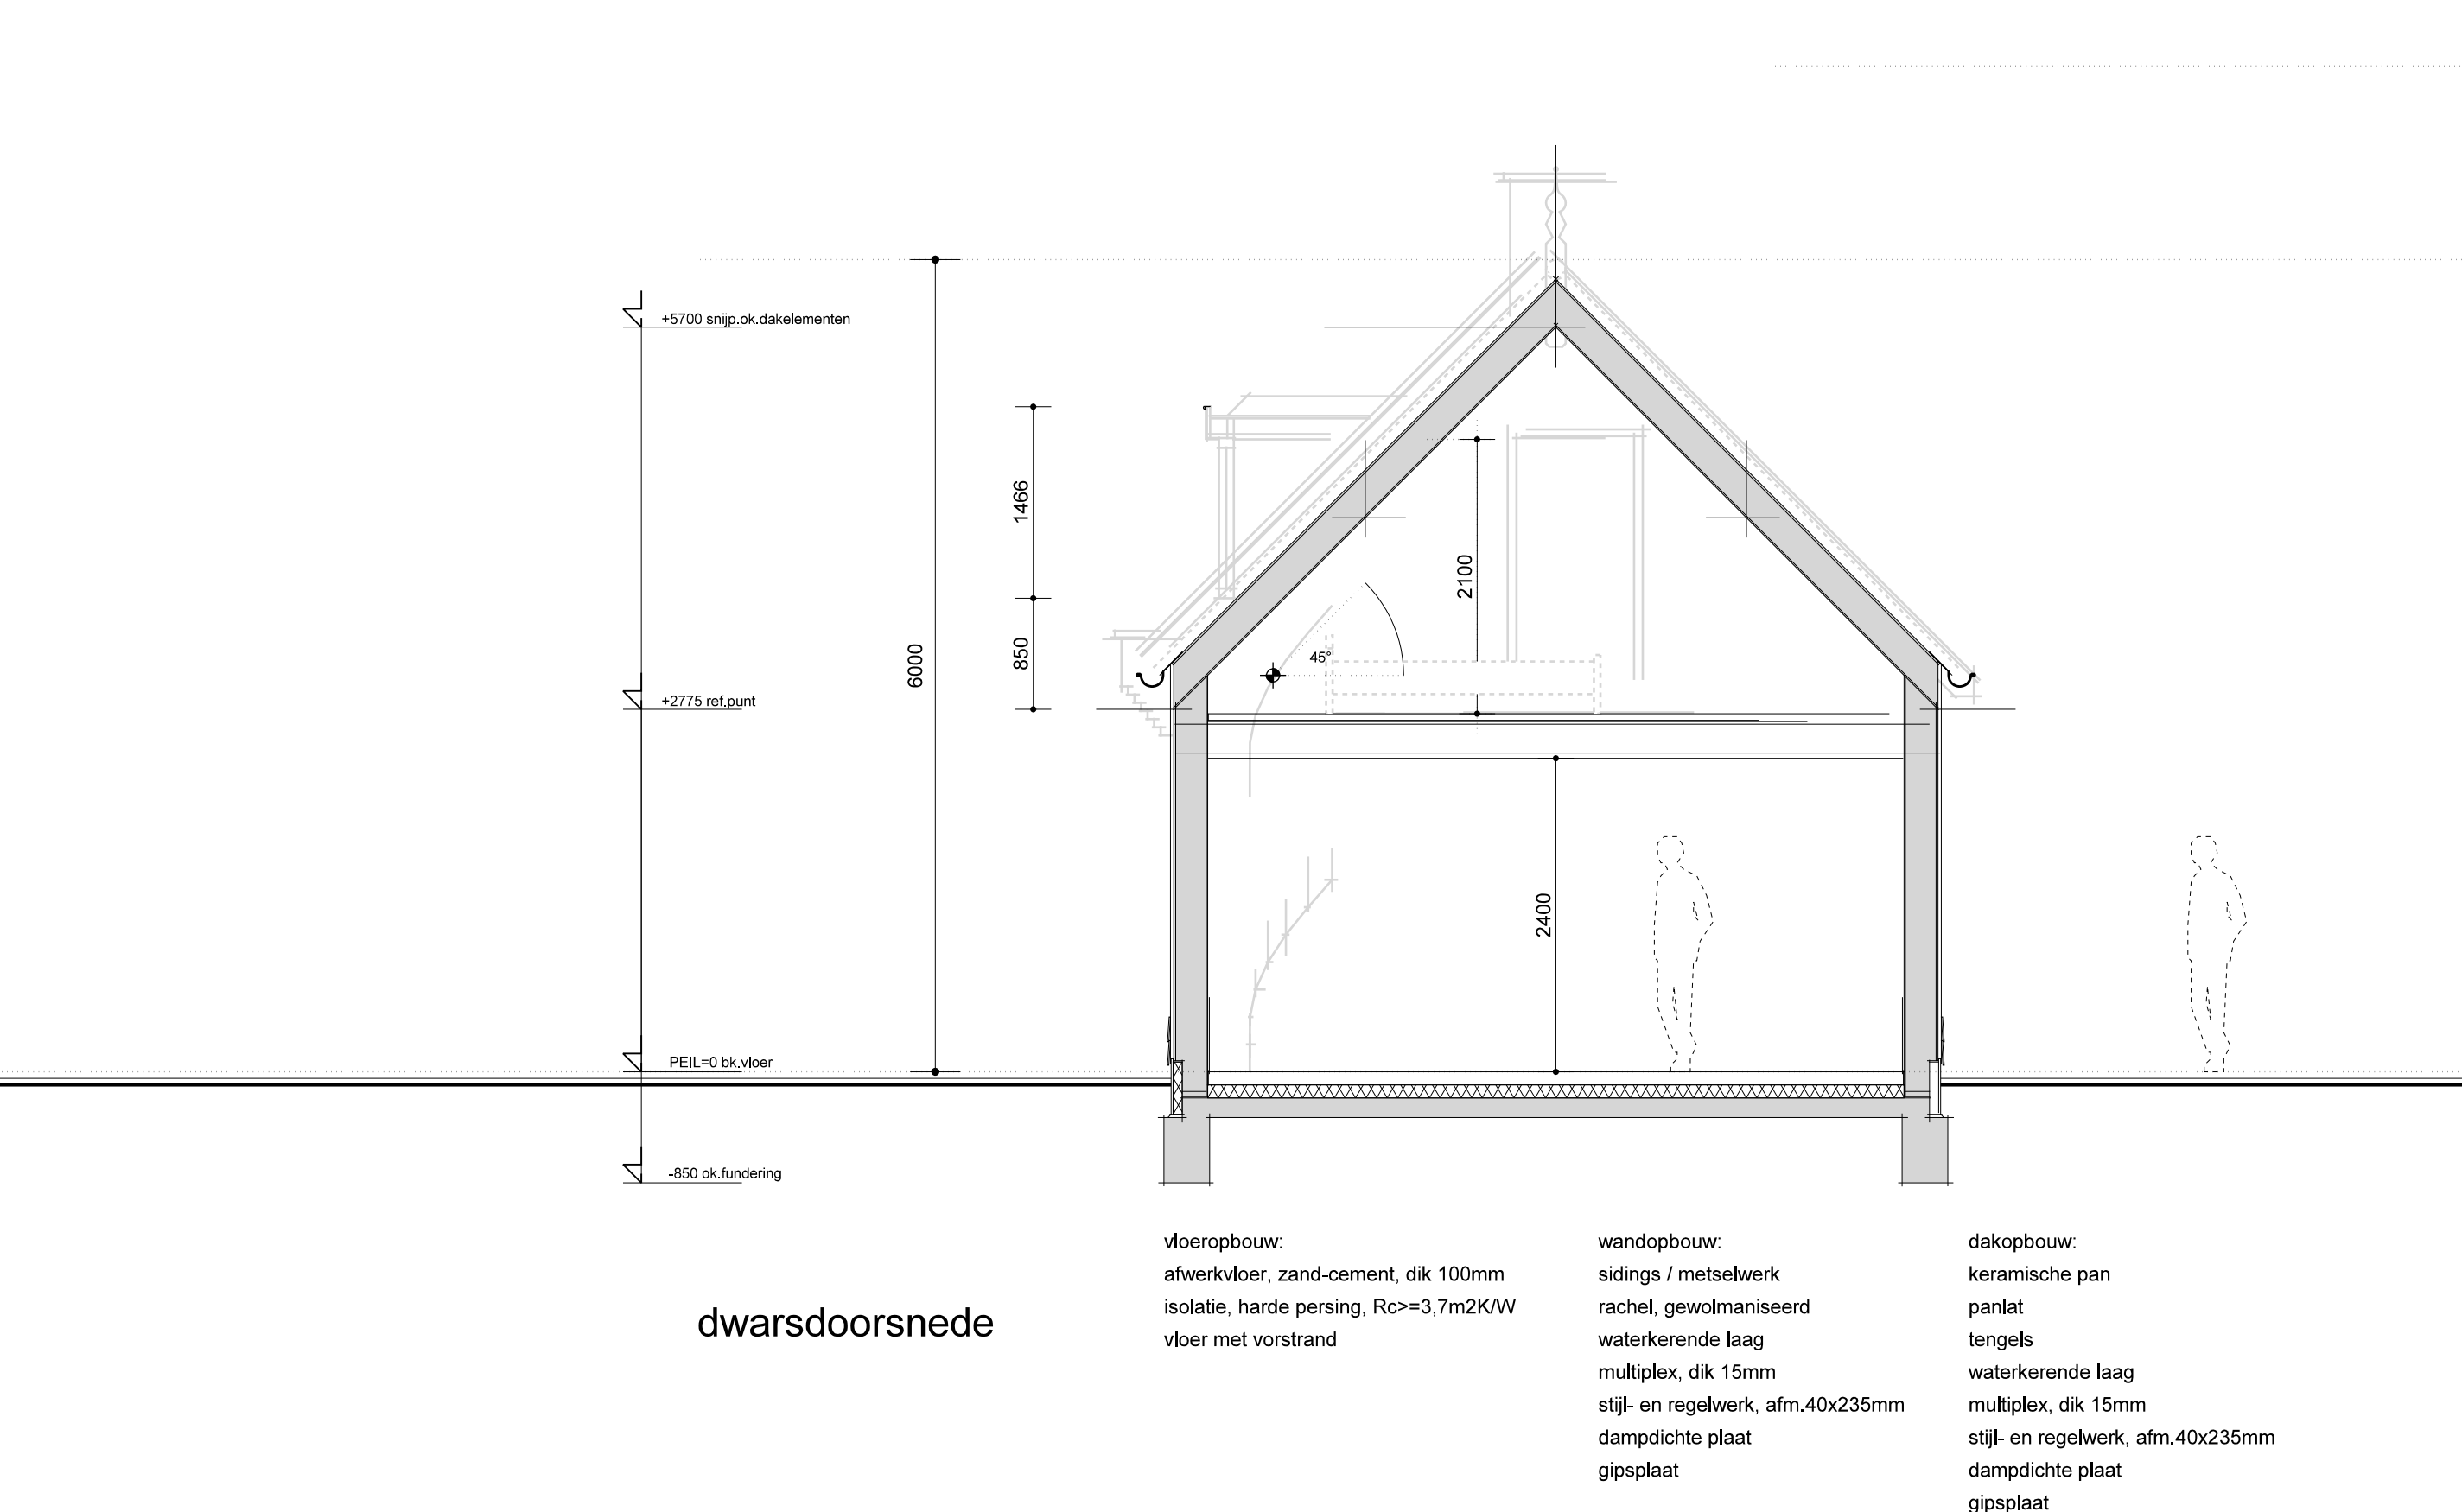 +5700 snijp.ok.dakelementen
1466
2100
850
6000
45°
+2775 ref.punt
2400
PEIL=0 bk.vloer
-850 ok.fundering
dwarsdoorsnede
vloeropbouw:
afwerkvloer, zand-cement, dik 100mm
isolatie, harde persing, Rc>=3,7m2K/W
vloer met vorstrand
wandopbouw:
sidings / metselwerk
rachel, gewolmaniseerd
waterkerende laag
multiplex, dik 15mm
stijl- en regelwerk, afm.40x235mm
dampdichte plaat
gipsplaat
dakopbouw:
keramische pan
panlat
tengels
waterkerende laag
multiplex, dik 15mm
stijl- en regelwerk, afm.40x235mm
dampdichte plaat
gipsplaat